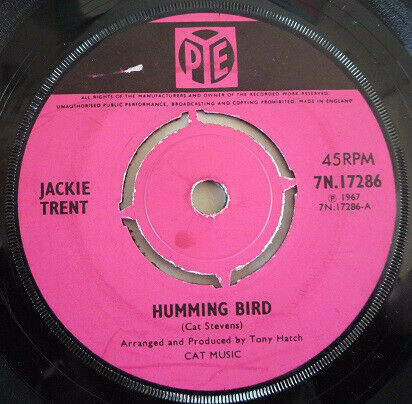 PYE
ALL RIGHTS OF THE MANUFACTURERS AND OWNER OF THE RECORDED WORK RESERVED.
UNAUTHORISED PUBLIC PERFORMANCE, BROADCASTING AND COPYING PROHIBITED. MADE IN ENGLAND
JACKIE
TRENT
45RPM
7N.17286
Ⓟ 1967
7N.17286-A
HUMMING BIRD
(Cat Stevens)
Arranged and Produced by Tony Hatch
CAT MUSIC